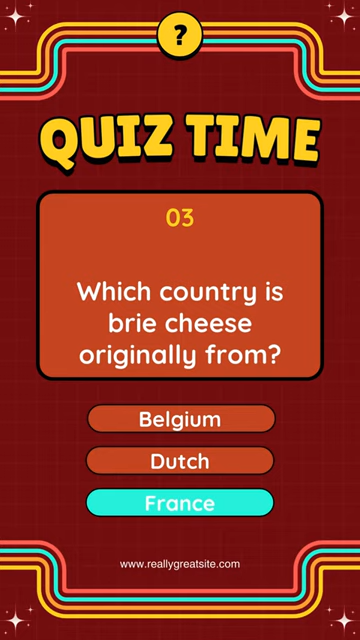 ?
QUIZ TIME
03
Which country is
brie cheese
originally from?
Belgium
Dutch
France
www.reallygreatsite.com